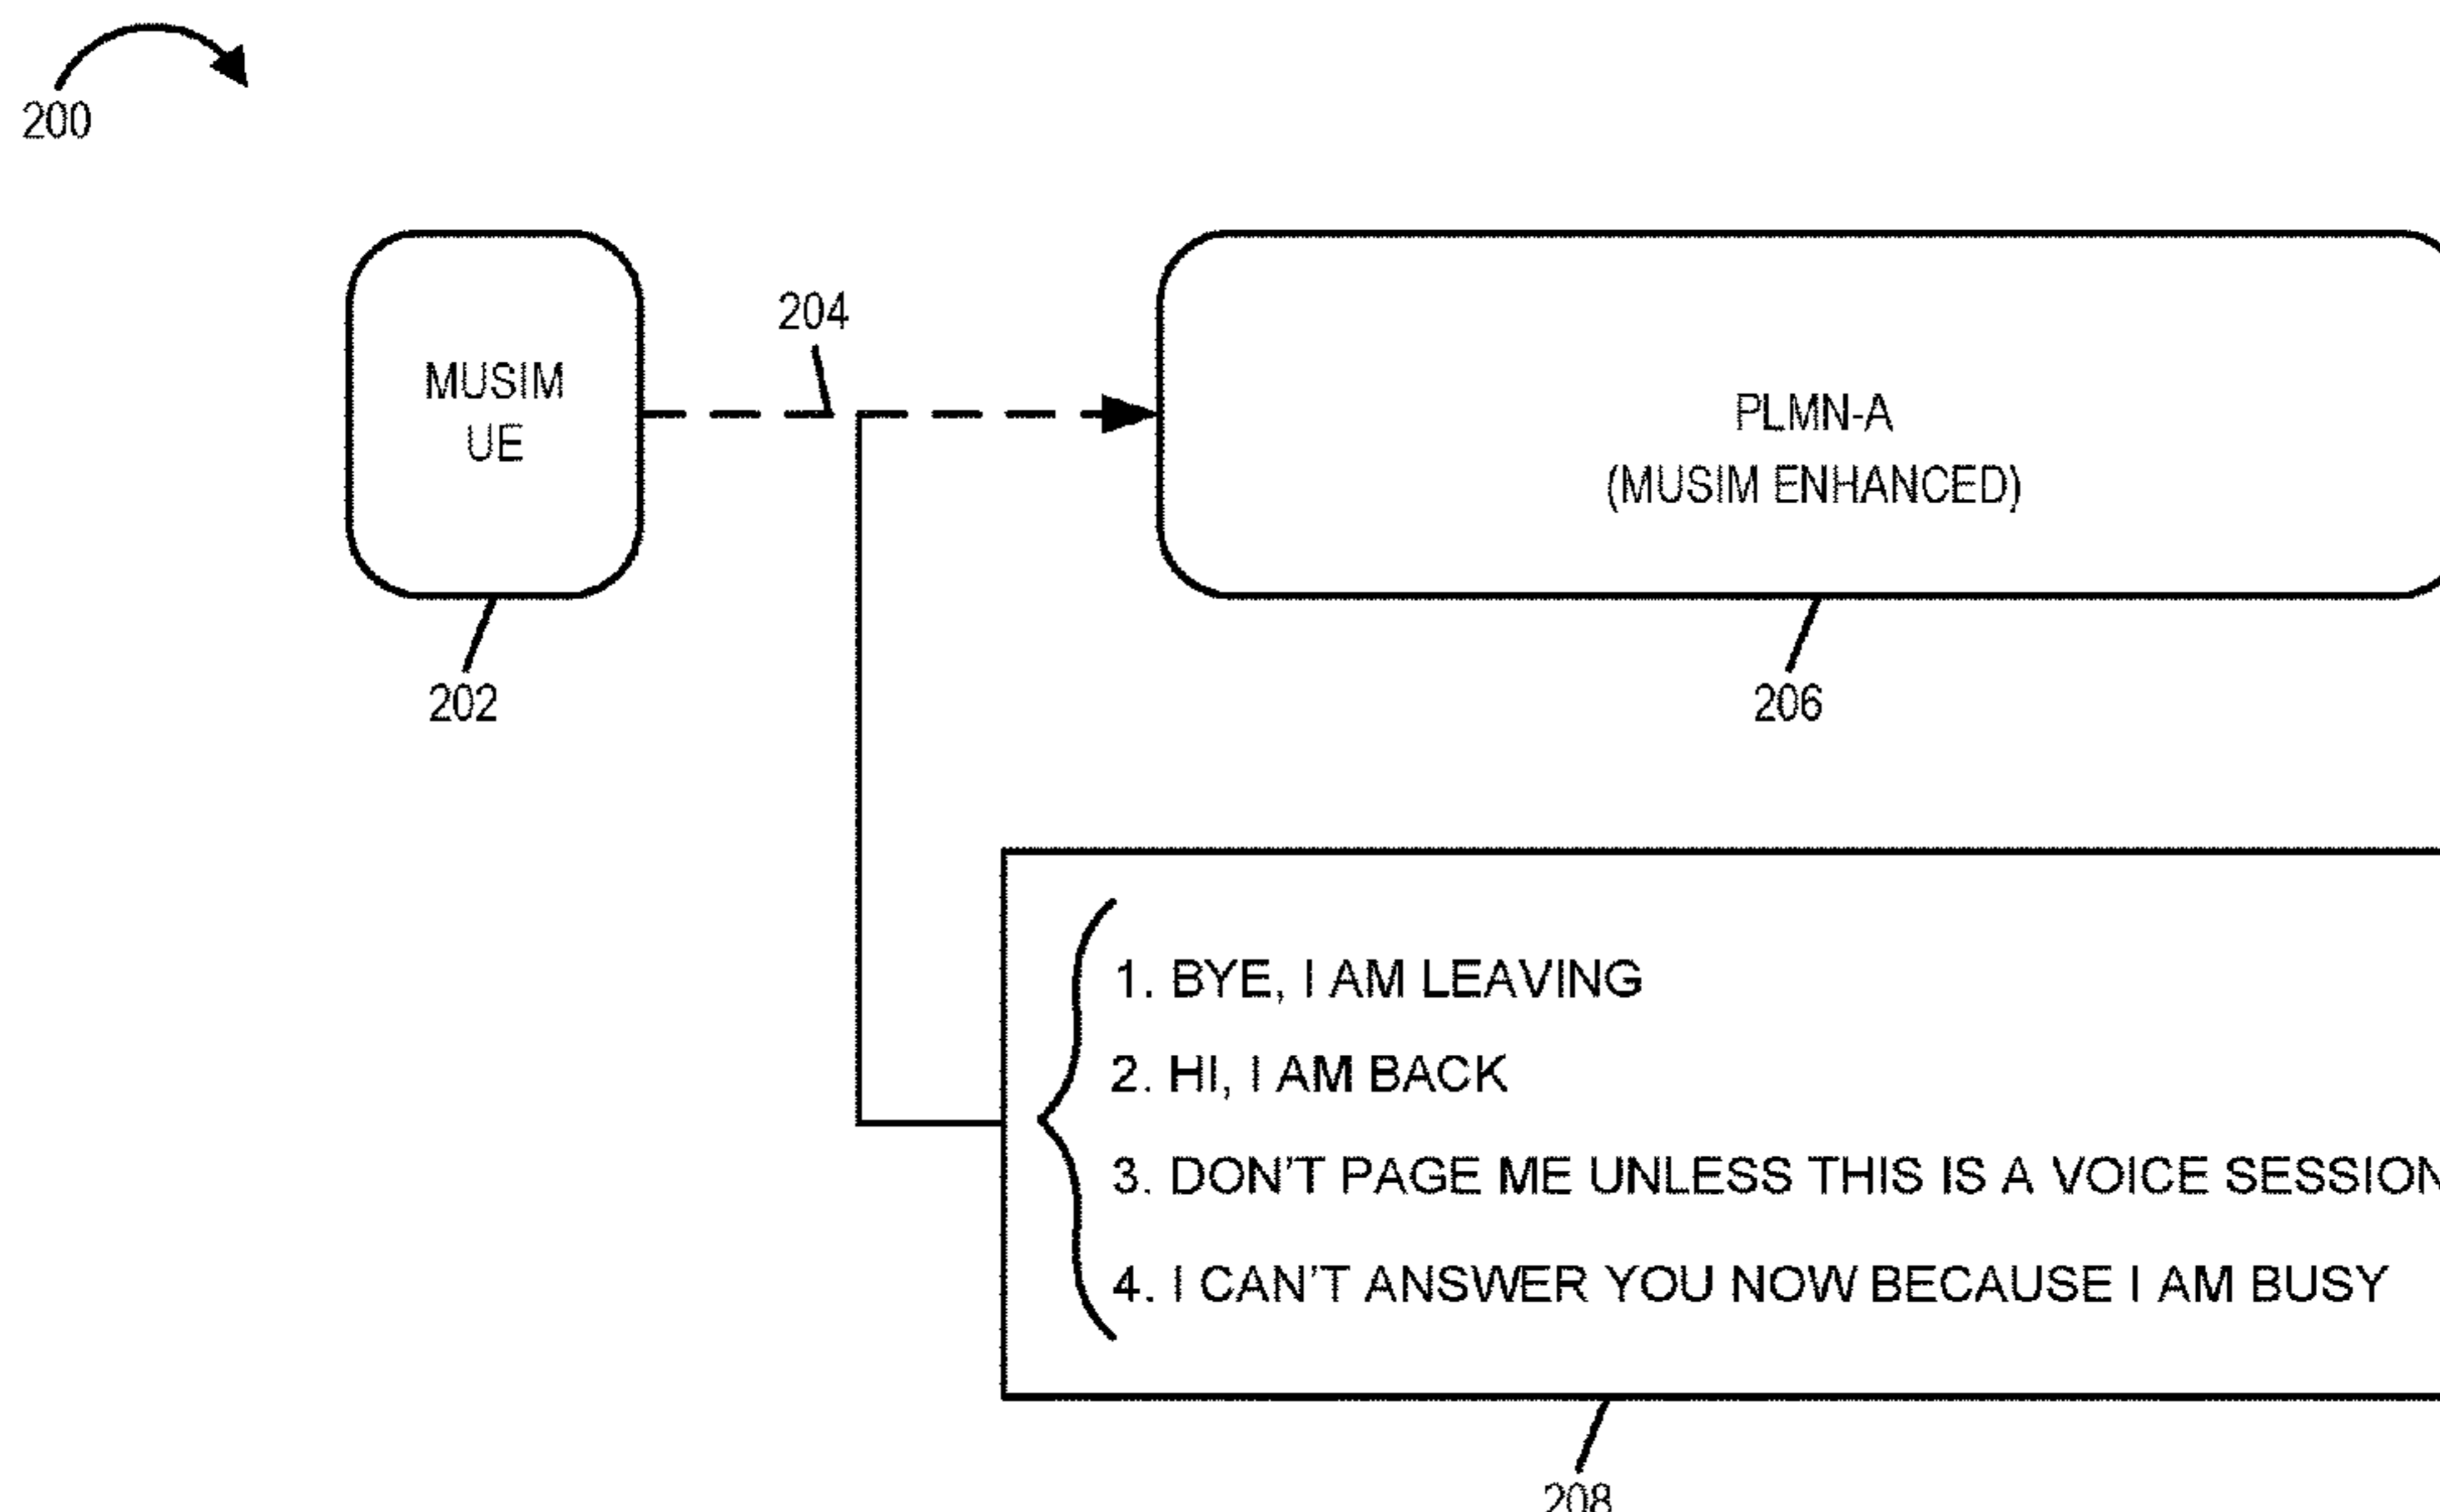 200
204
MUSIM
UE
PLMN-A
(MUSIM ENHANCED)
202
206
1. BYE, I AM LEAVING
2. HI, I AM BACK
3. DON'T PAGE ME UNLESS THIS IS A VOICE SESSION
4. I CAN'T ANSWER YOU NOW BECAUSE I AM BUSY
208